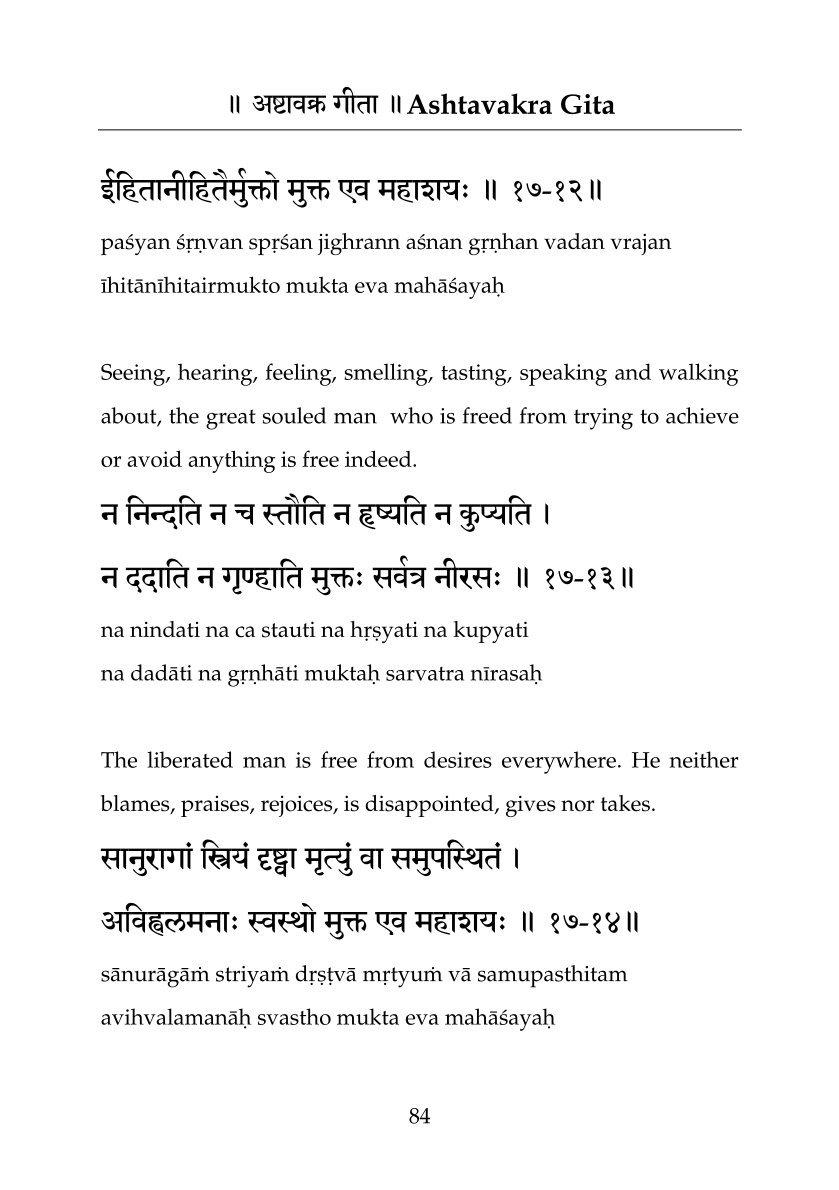 ॥ अष्टावक्र गीता ॥ Ashtavakra Gita
ईहितानीहितैर्मुक्तो मुक्त एव महाशयः ॥ १७-१२॥
paśyan śṛṇvan spṛśan jighrann aśnan gṛṇhan vadan vrajan
īhitānīhitairmukto mukta eva mahāśayaḥ
Seeing, hearing, feeling, smelling, tasting, speaking and walking
about, the great souled man who is freed from trying to achieve
or avoid anything is free indeed.
न निन्दति न च स्तौति न हृष्यति न कुप्यति ।
न ददाति न गृण्हाति मुक्तः सर्वत्र नीरसः ॥ १७-१३॥
na nindati na ca stauti na hṛṣyati na kupyati
na dadāti na gṛṇhāti muktaḥ sarvatra nīrasaḥ
The liberated man is free from desires everywhere. He neither
blames, praises, rejoices, is disappointed, gives nor takes.
सानुरागां स्त्रियं दृष्ट्वा मृत्युं वा समुपस्थितं ।
अविह्वलमनाः स्वस्थो मुक्त एव महाशयः ॥ १७-१४॥
sānurāgāṁ striyaṁ dṛṣṭvā mṛtyuṁ vā samupasthitam
avihvalamanāḥ svastho mukta eva mahāśayaḥ
84